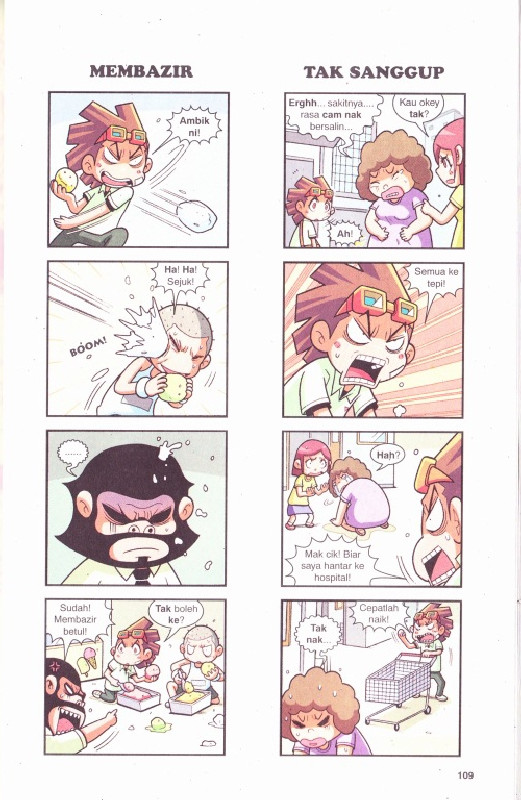 MEMBAZIR
Ambik
ni!
Ha! Ha!
Sejuk!
BOOM!
........
Sudah!
Membazir
betul!
Tak boleh
ke?
TAK SANGGUP
Erghh... sakitnya....
rasa cam nak
bersalin...
Kau okey
tak?
Ah!
Semua ke
tepi!
Hah?
Mak cik! Biar
saya hantar ke
hospital!
Tak
nak...
Cepatlah
naik!
109